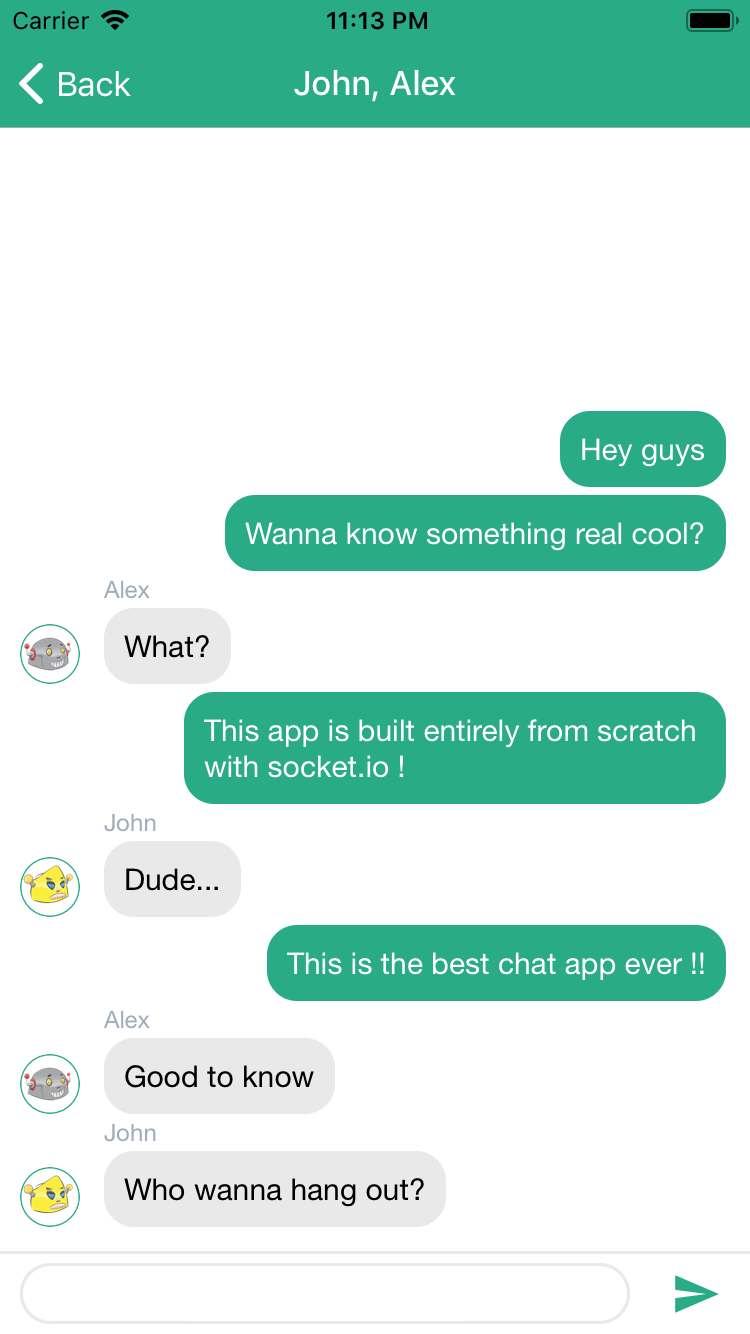 Carrier 11:13 PM
Back John, Alex
Hey guys
Wanna know something real cool?
Alex
What?
This app is built entirely from scratch
with socket.io !
John
Dude...
This is the best chat app ever !!
Alex
Good to know
John
Who wanna hang out?